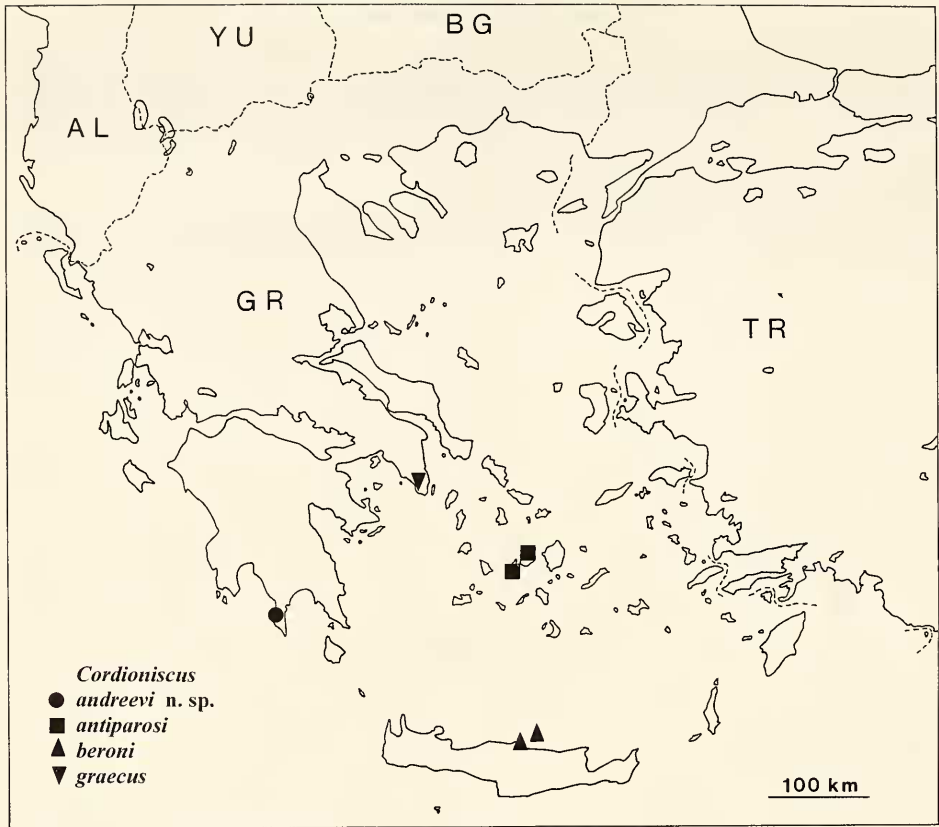 YU
BG
AL
GR
TR
Cordioniscus
andreevi n. sp.
antiparosi
beroni
graecus
100 km